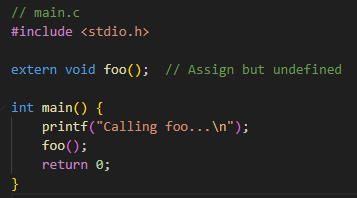 // main.c
#include <stdio.h>
extern void foo();  // Assign but undefined
int main() {
    printf("Calling foo...\n");
    foo();
    return 0;
}